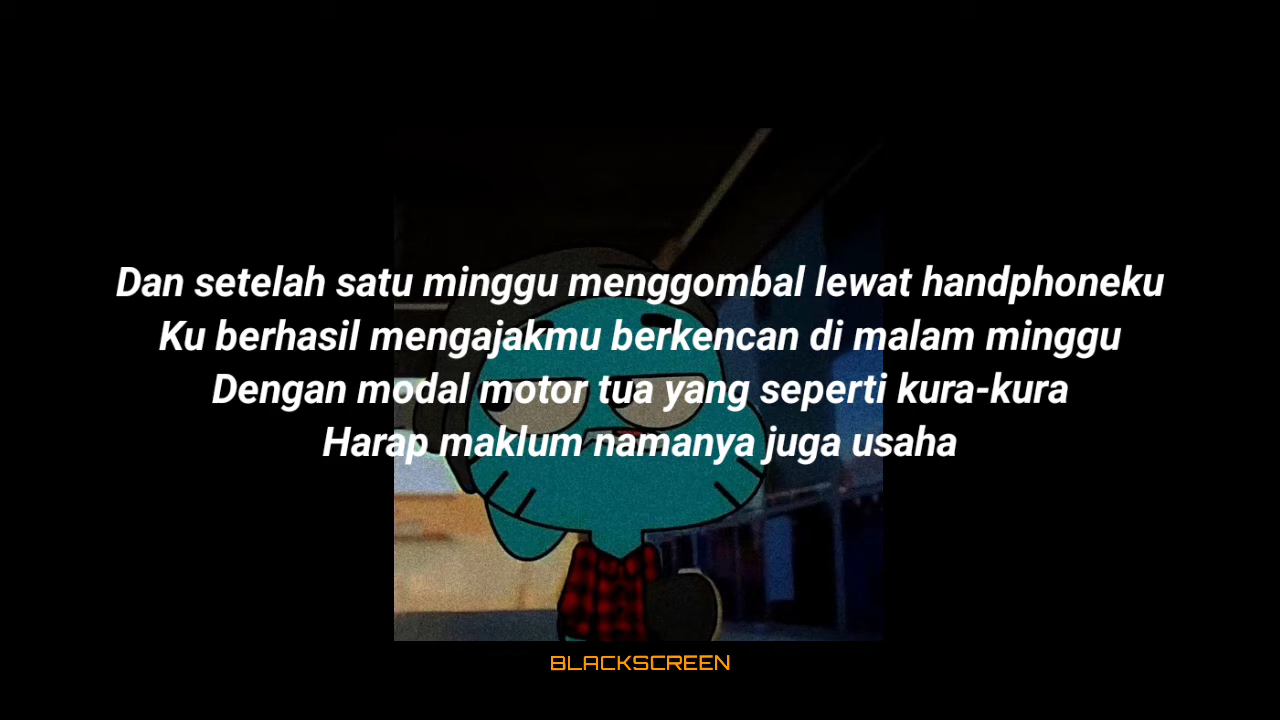 Dan setelah satu minggu menggombal lewat handphoneku
Ku berhasil mengajakmu berkencan di malam minggu
Dengan modal motor tua yang seperti kura-kura
Harap maklum namanya juga usaha
BLACKSCREEN